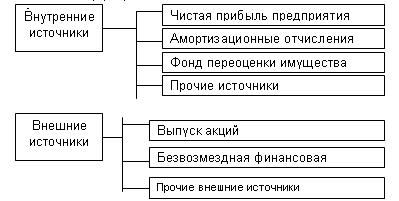 Внутренние
источники
Чистая прибыль предприятия
Амортизационные отчисления
Фонд переоценки имущества
Прочие источники
Внешние
источники
Выпуск акций
Безвозмездная финансовая
Прочие внешние источники